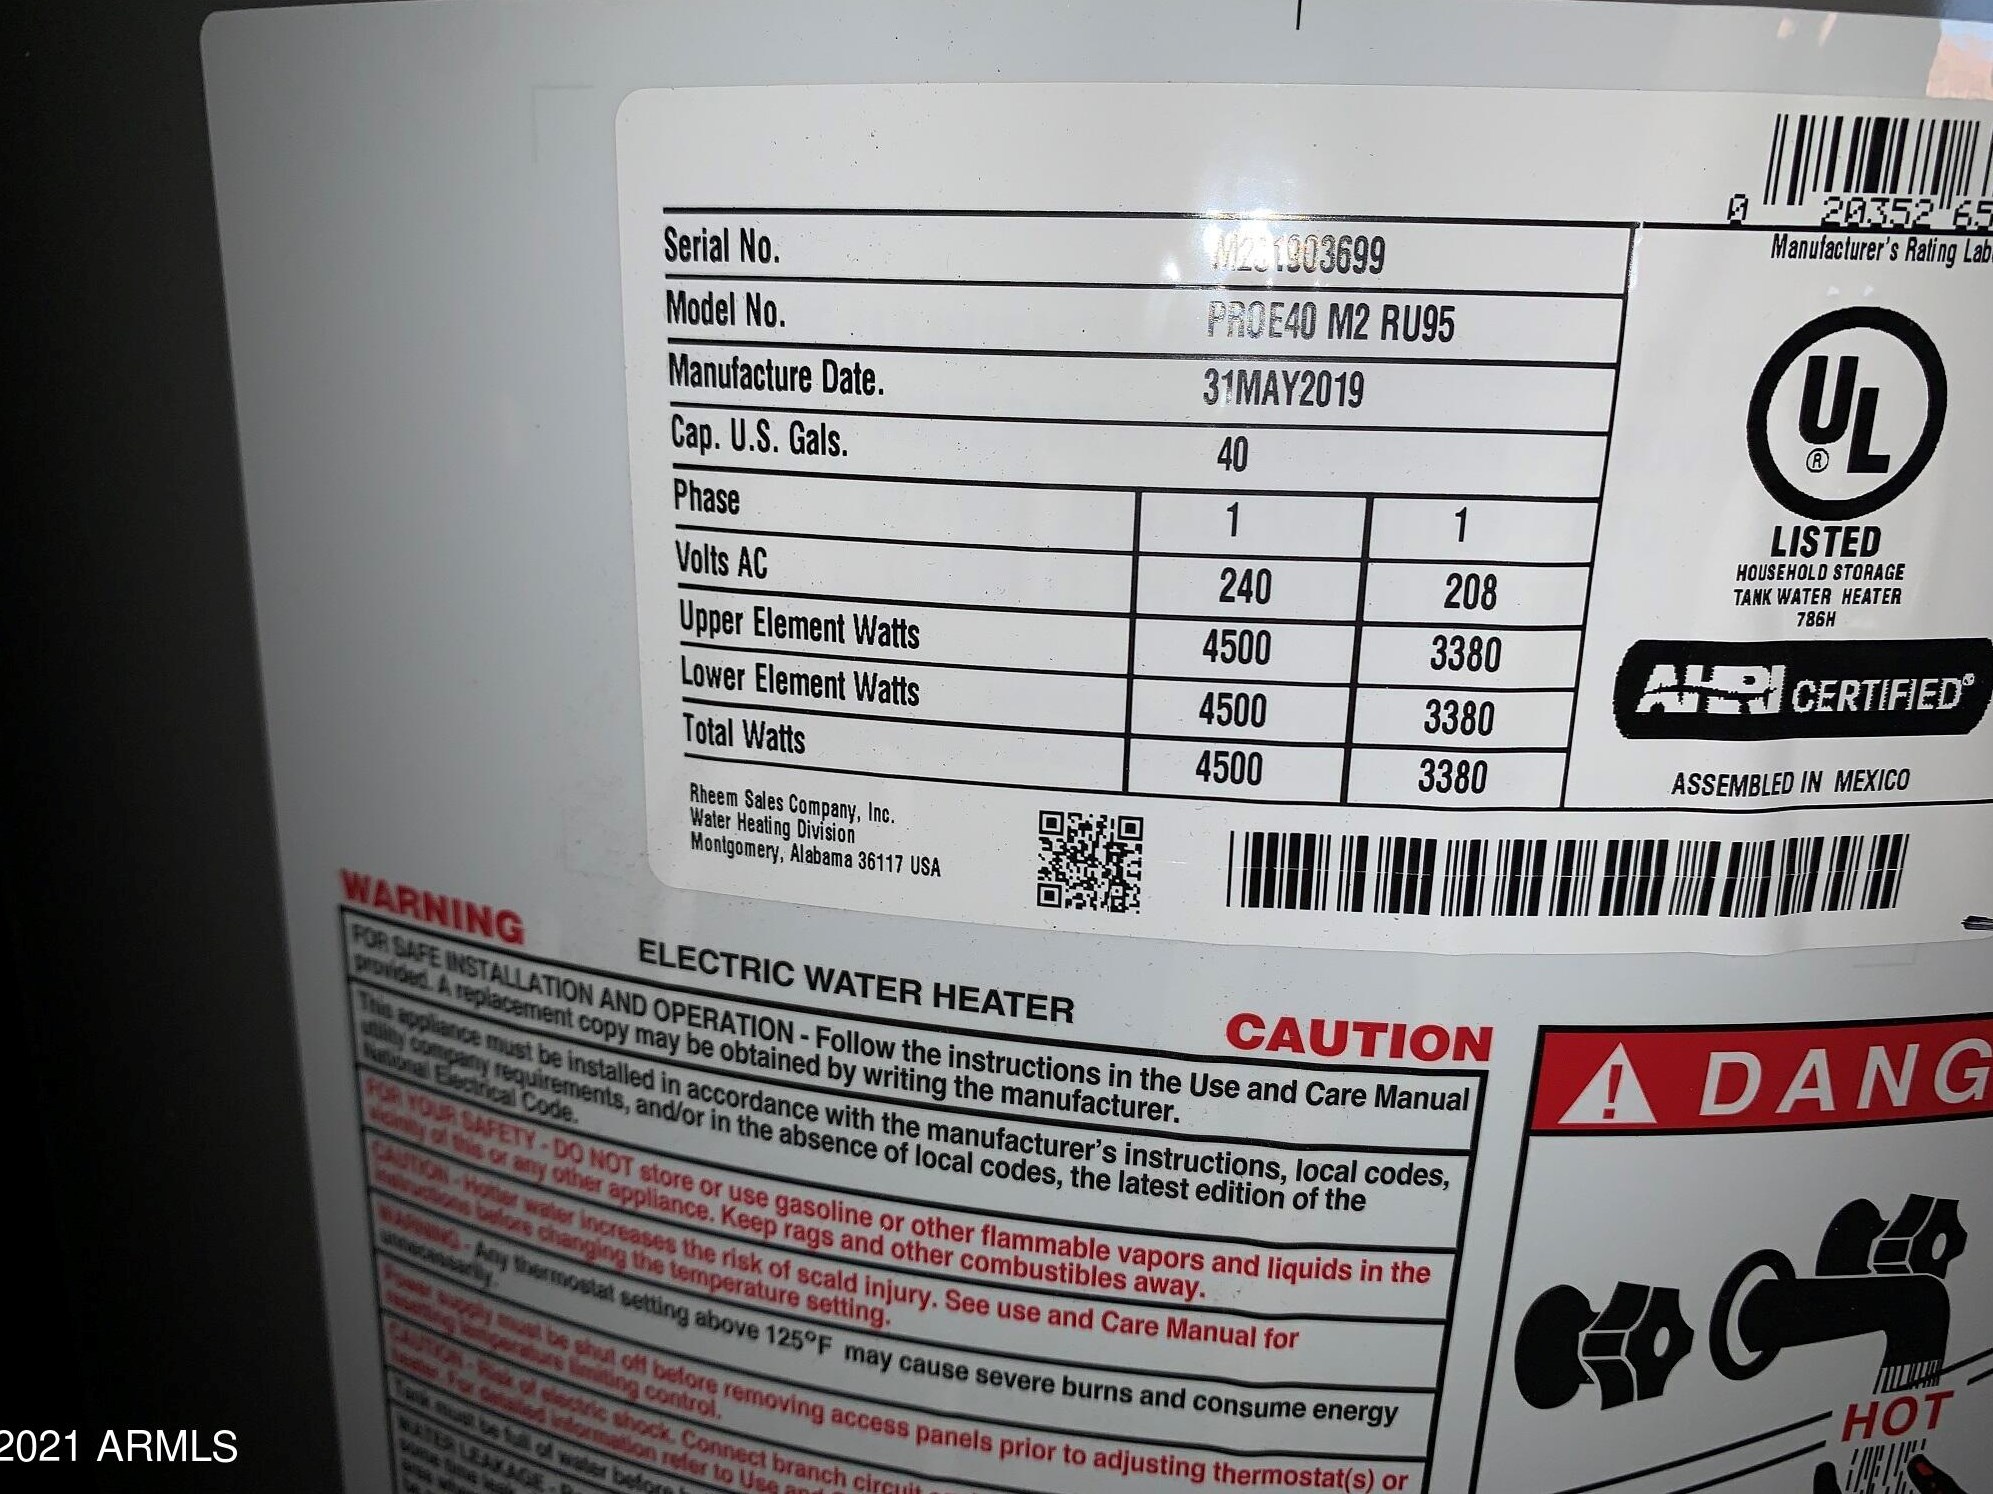 0 20352 65
Manufacturer's Rating Lab
Serial No. M231903699
Model No. PROE40 M2 RU95
Manufacture Date. 31MAY2019
Cap. U.S. Gals. 40
Phase 1 1
Volts AC 240 208
Upper Element Watts 4500 3380
Lower Element Watts 4500 3380
Total Watts 4500 3380
Rheem Sales Company, Inc.
Water Heating Division
Montgomery, Alabama 36117 USA
UL
®
LISTED
HOUSEHOLD STORAGE
TANK WATER HEATER
786H
AHRI CERTIFIED®
ASSEMBLED IN MEXICO
WARNING
ELECTRIC WATER HEATER
CAUTION
FOR SAFE INSTALLATION AND OPERATION - Follow the instructions in the Use and Care Manual
provided. A replacement copy may be obtained by writing the manufacturer.
This appliance must be installed in accordance with the manufacturer's instructions, local codes,
utility company requirements, and/or in the absence of local codes, the latest edition of the
National Electrical Code.
FOR YOUR SAFETY - DO NOT store or use gasoline or other flammable vapors and liquids in the
vicinity of this or any other appliance. Keep rags and other combustibles away.
CAUTION - Hotter water increases the risk of scald injury. See use and Care Manual for
instructions before changing the temperature setting.
WARNING - Any thermostat setting above 125°F may cause severe burns and consume energy
unnecessarily.
Power supply must be shut off before removing access panels prior to adjusting thermostat(s) or
resetting temperature limiting control.
CAUTION - Risk of electric shock. Connect branch circuit
heater. For detailed information refer to Use and
Tank must be full of water before
WATER LEAKAGE -
DANG
HOT
2021 ARMLS